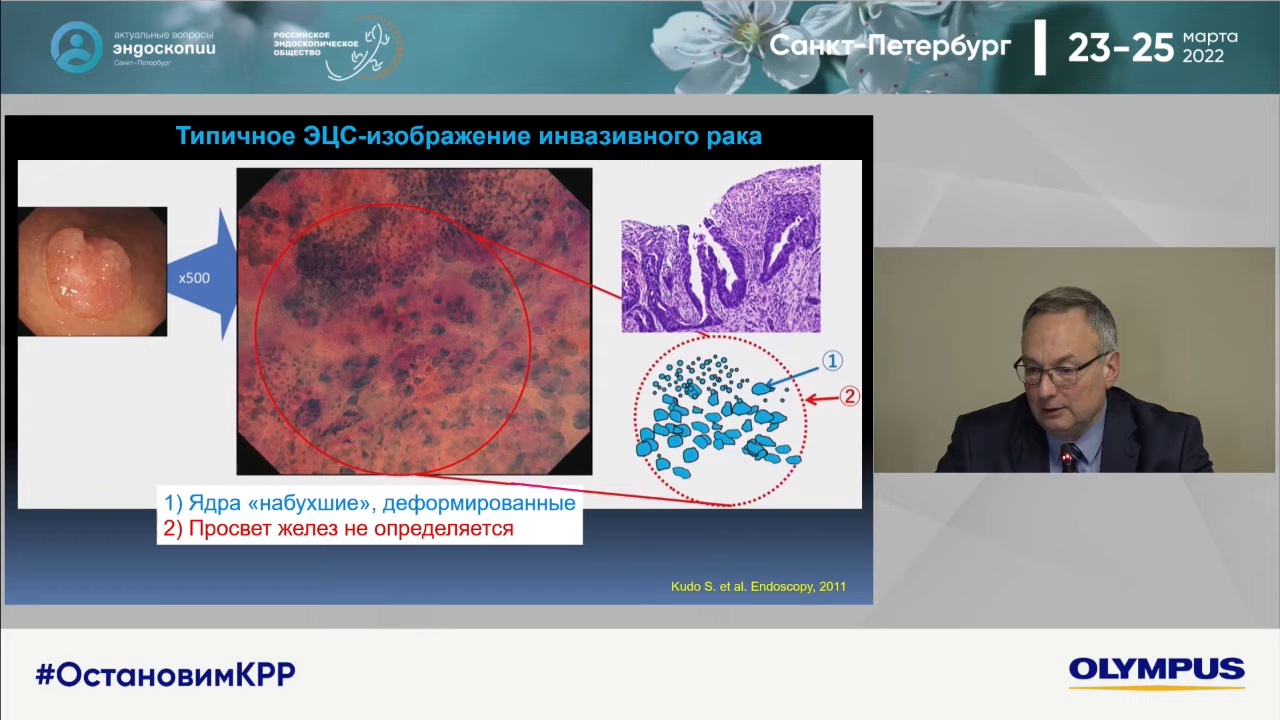 актуальные вопросы
эндоскопии
Санкт-Петербург
РОССИЙСКОЕ
ЭНДОСКОПИЧЕСКОЕ
ОБЩЕСТВО
Санкт-Петербург
23-25
марта
2022
Типичное ЭЦС-изображение инвазивного рака
x500
1
2
1) Ядра «набухшие», деформированные
2) Просвет желез не определяется
Kudo S. et al. Endoscopy, 2011
#ОстановимКРР
OLYMPUS